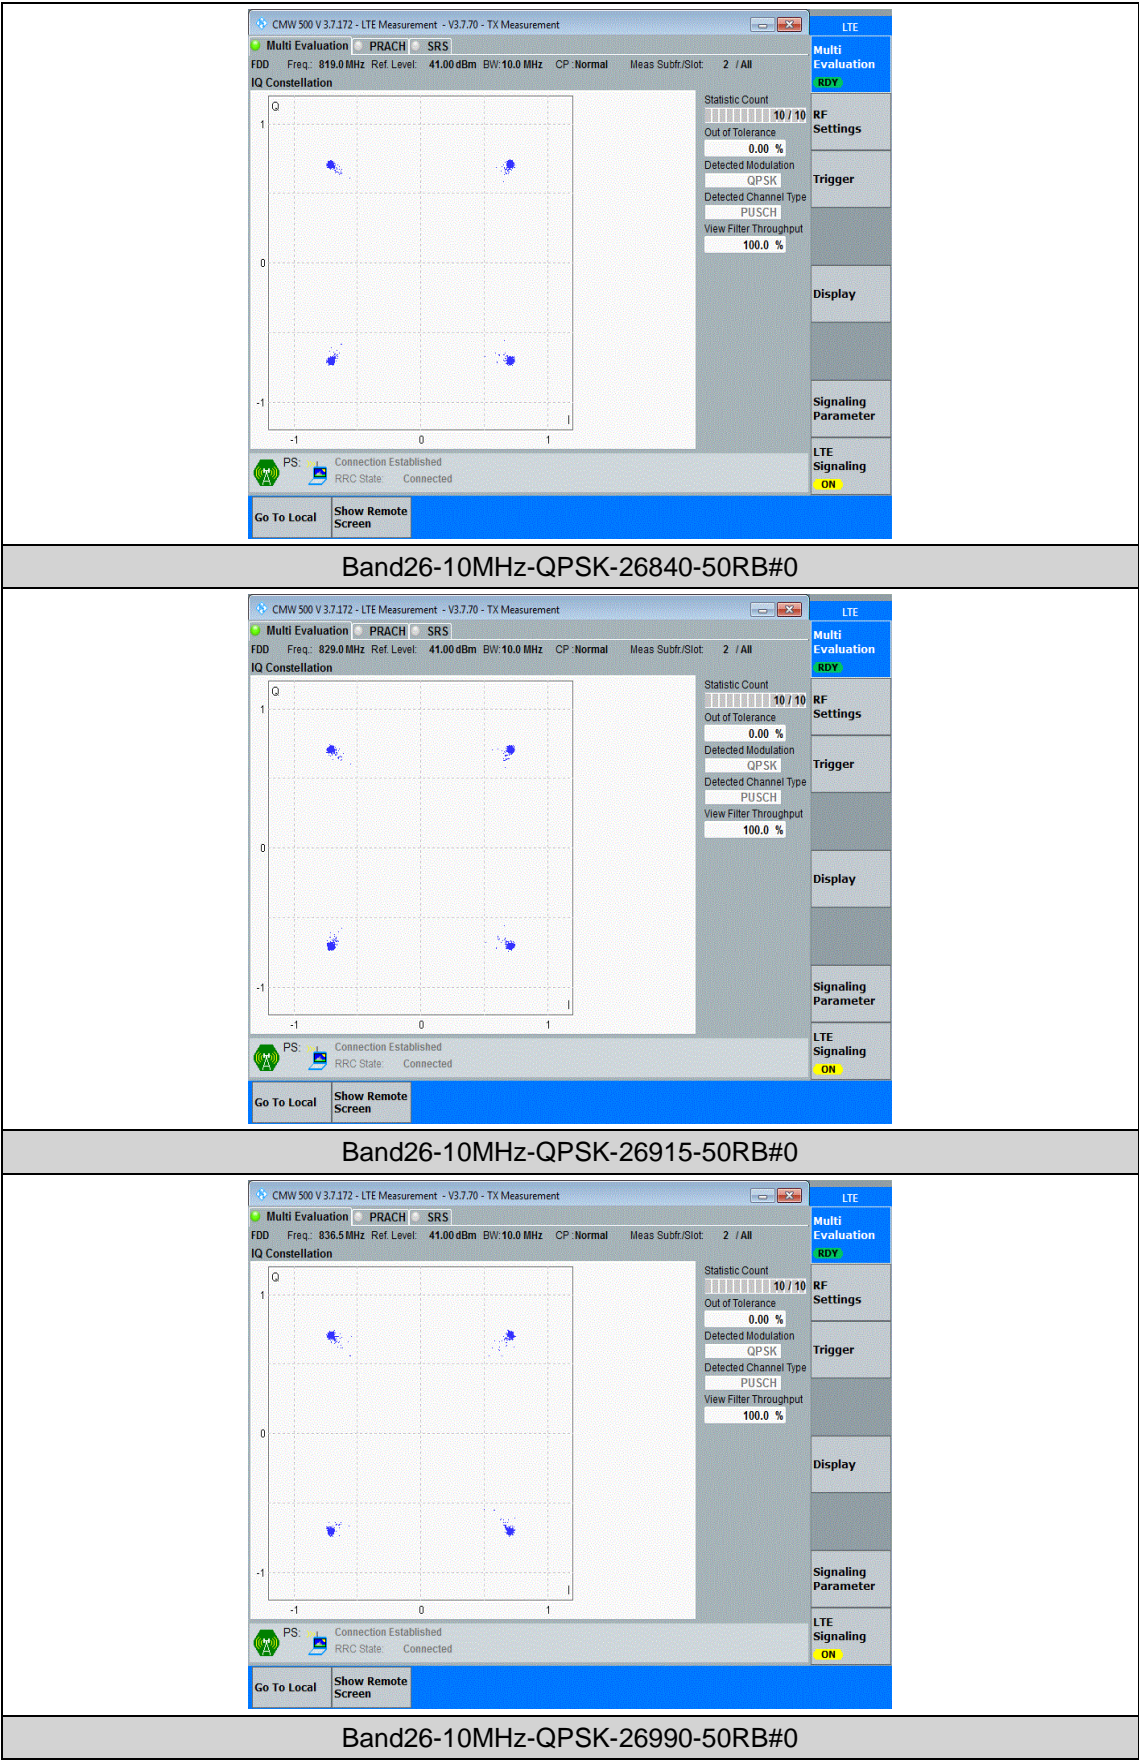 CMW 500 V 3.7.172 - LTE Measurement - V3.7.70 - TX Measurement
LTE
Multi Evaluation PRACH SRS
Multi
Evaluation
RDY
FDD Freq.: 819.0 MHz Ref. Level: 41.00 dBm BW: 10.0 MHz CP : Normal Meas Subfr./Slot: 2 / All
IQ Constellation
Statistic Count
10 / 10
Out of Tolerance
0.00 %
Detected Modulation
QPSK
Detected Channel Type
PUSCH
View Filter Throughput
100.0 %
RF
Settings
Trigger
Display
Signaling
Parameter
LTE
Signaling
ON
Q
1
0
-1
I
-1 0 1
PS: Connection Established
RRC State: Connected
Go To Local
Show Remote
Screen
Band26-10MHz-QPSK-26840-50RB#0
CMW 500 V 3.7.172 - LTE Measurement - V3.7.70 - TX Measurement
LTE
Multi Evaluation PRACH SRS
Multi
Evaluation
RDY
FDD Freq.: 829.0 MHz Ref. Level: 41.00 dBm BW: 10.0 MHz CP : Normal Meas Subfr./Slot: 2 / All
IQ Constellation
Statistic Count
10 / 10
Out of Tolerance
0.00 %
Detected Modulation
QPSK
Detected Channel Type
PUSCH
View Filter Throughput
100.0 %
RF
Settings
Trigger
Display
Signaling
Parameter
LTE
Signaling
ON
Q
1
0
-1
I
-1 0 1
PS: Connection Established
RRC State: Connected
Go To Local
Show Remote
Screen
Band26-10MHz-QPSK-26915-50RB#0
CMW 500 V 3.7.172 - LTE Measurement - V3.7.70 - TX Measurement
LTE
Multi Evaluation PRACH SRS
Multi
Evaluation
RDY
FDD Freq.: 836.5 MHz Ref. Level: 41.00 dBm BW: 10.0 MHz CP : Normal Meas Subfr./Slot: 2 / All
IQ Constellation
Statistic Count
10 / 10
Out of Tolerance
0.00 %
Detected Modulation
QPSK
Detected Channel Type
PUSCH
View Filter Throughput
100.0 %
RF
Settings
Trigger
Display
Signaling
Parameter
LTE
Signaling
ON
Q
1
0
-1
I
-1 0 1
PS: Connection Established
RRC State: Connected
Go To Local
Show Remote
Screen
Band26-10MHz-QPSK-26990-50RB#0